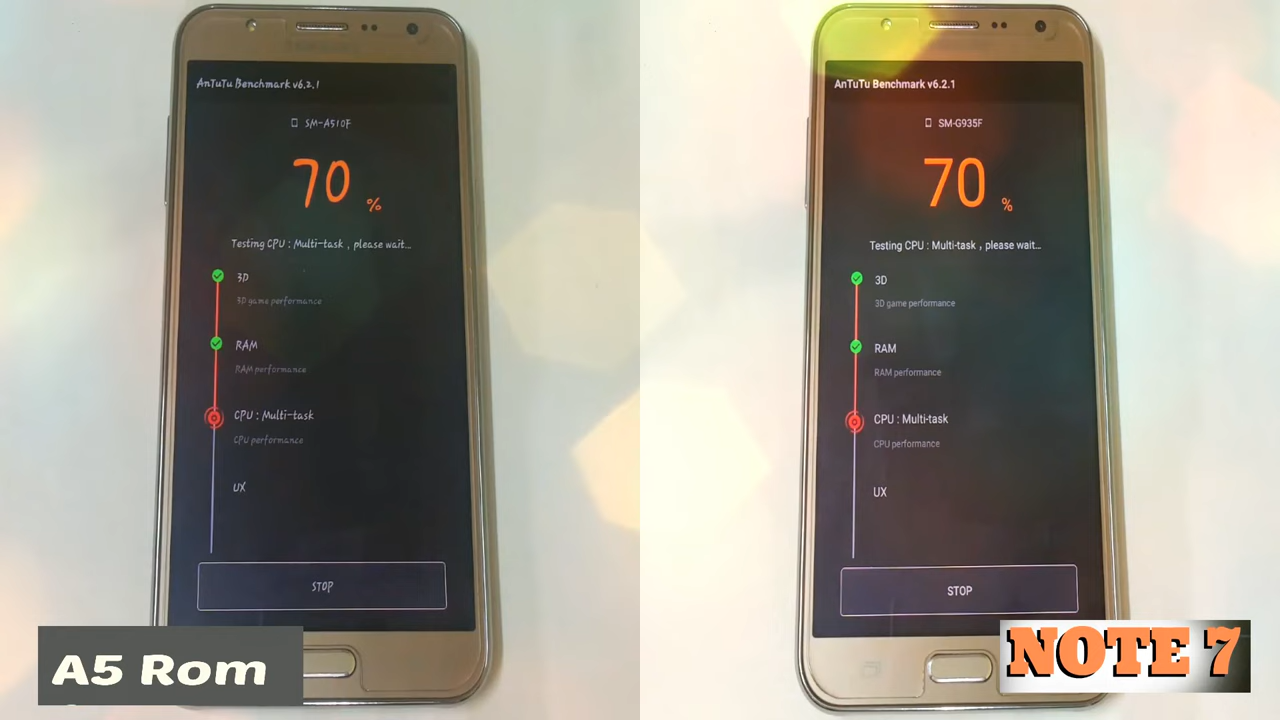 AnTuTu Benchmark v6.2.1
SM-A510F
70 %
Testing CPU : Multi-task , please wait...
3D
3D game performance
RAM
RAM performance
CPU : Multi-task
CPU performance
UX
STOP
A5 Rom
AnTuTu Benchmark v6.2.1
SM-G935F
70 %
Testing CPU : Multi-task , please wait...
3D
3D game performance
RAM
RAM performance
CPU : Multi-task
CPU performance
UX
STOP
NOTE 7